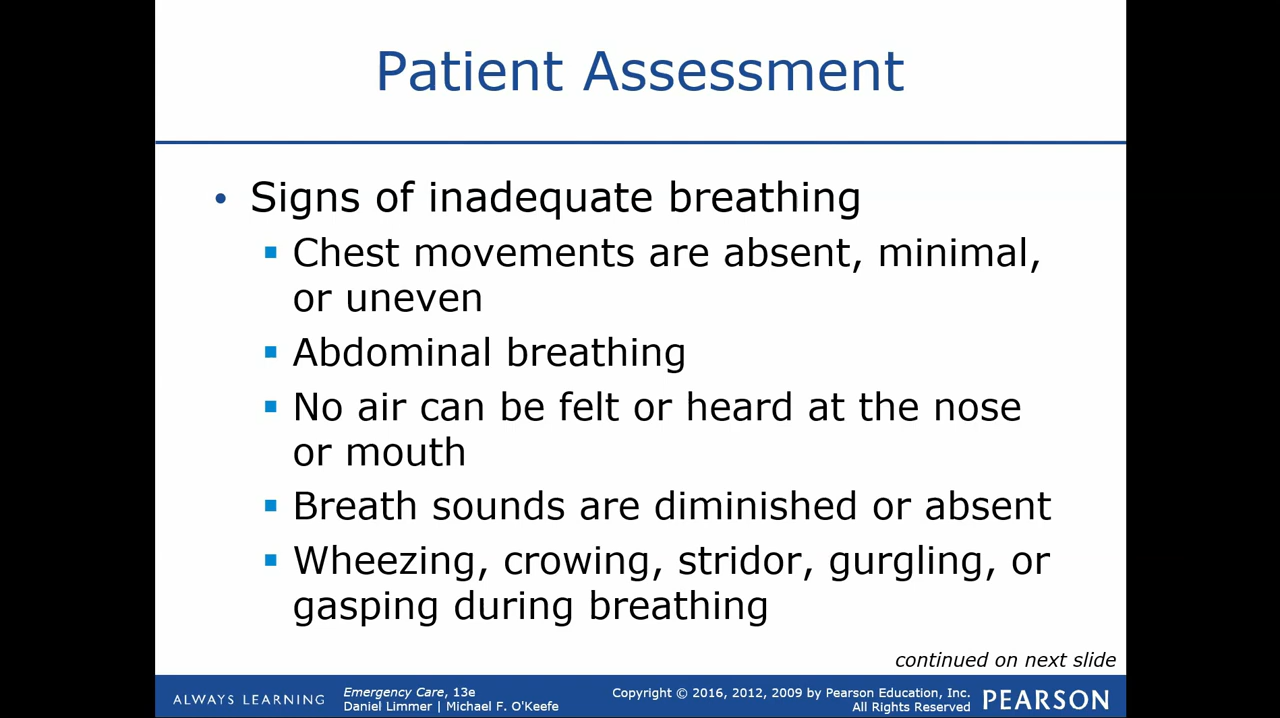 Patient Assessment
• Signs of inadequate breathing
▪ Chest movements are absent, minimal,
or uneven
▪ Abdominal breathing
▪ No air can be felt or heard at the nose
or mouth
▪ Breath sounds are diminished or absent
▪ Wheezing, crowing, stridor, gurgling, or
gasping during breathing
continued on next slide
ALWAYS LEARNING
Emergency Care, 13e
Daniel Limmer | Michael F. O'Keefe
Copyright © 2016, 2012, 2009 by Pearson Education, Inc.
All Rights Reserved
PEARSON